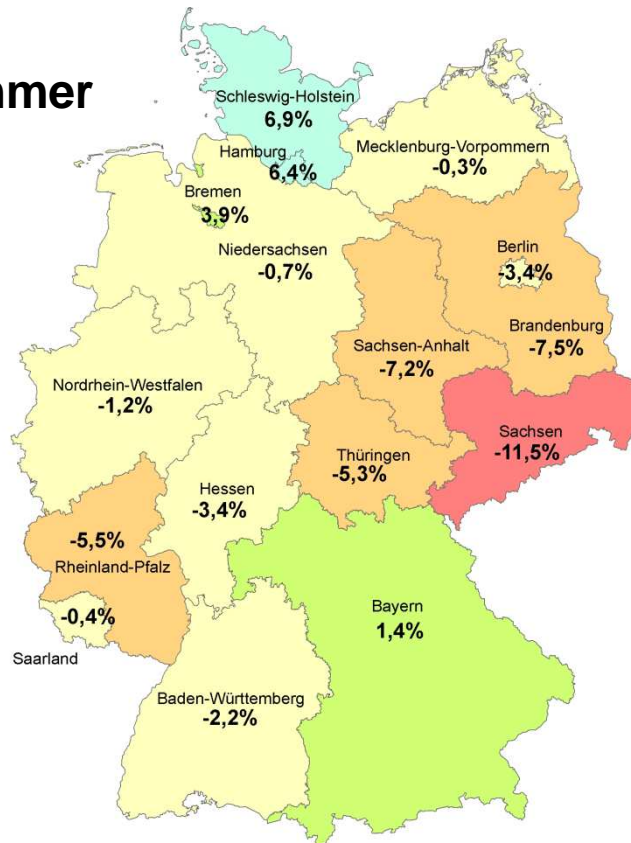 Schleswig-Holstein
6,9%
Hamburg
6,4%
Mecklenburg-Vorpommern
-0,3%
Bremen
3,9%
Niedersachsen
-0,7%
Berlin
-3,4%
Brandenburg
-7,5%
Sachsen-Anhalt
-7,2%
Nordrhein-Westfalen
-1,2%
Sachsen
-11,5%
Thüringen
-5,3%
Hessen
-3,4%
-5,5%
Rheinland-Pfalz
-0,4%
Saarland
Bayern
1,4%
Baden-Württemberg
-2,2%